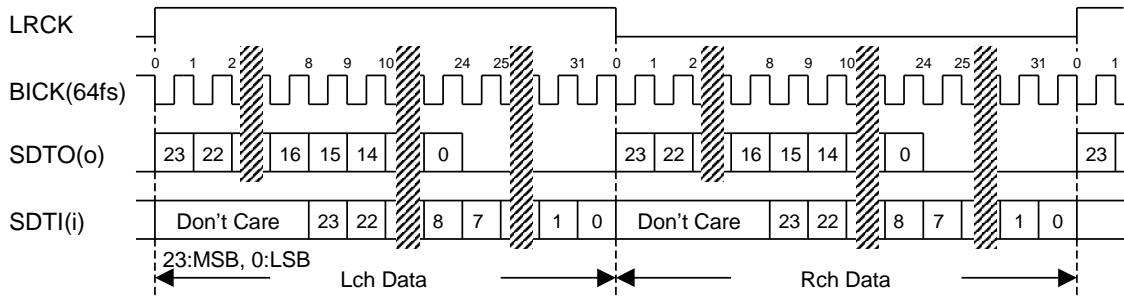 LRCK
0 1 2 8 9 10 24 25 31 0 1 2 8 9 10 24 25 31 0 1
BICK(64fs)
SDTO(o) 23 22 16 15 14 0 23 22 16 15 14 0 23
SDTI(i) Don't Care 23 22 8 7 1 0 Don't Care 23 22 8 7 1 0
23:MSB, 0:LSB
Lch Data Rch Data